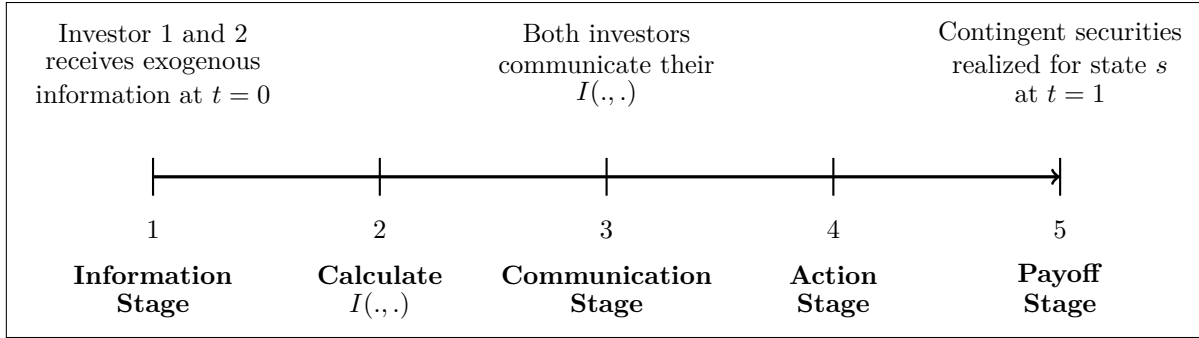 Investor 1 and 2
receives exogenous
information at t = 0
Both investors
communicate their
I(., .)
Contingent securities
realized for state s
at t = 1
1
2
3
4
5
Information
Stage
Calculate
I(., .)
Communication
Stage
Action
Stage
Payoff
Stage